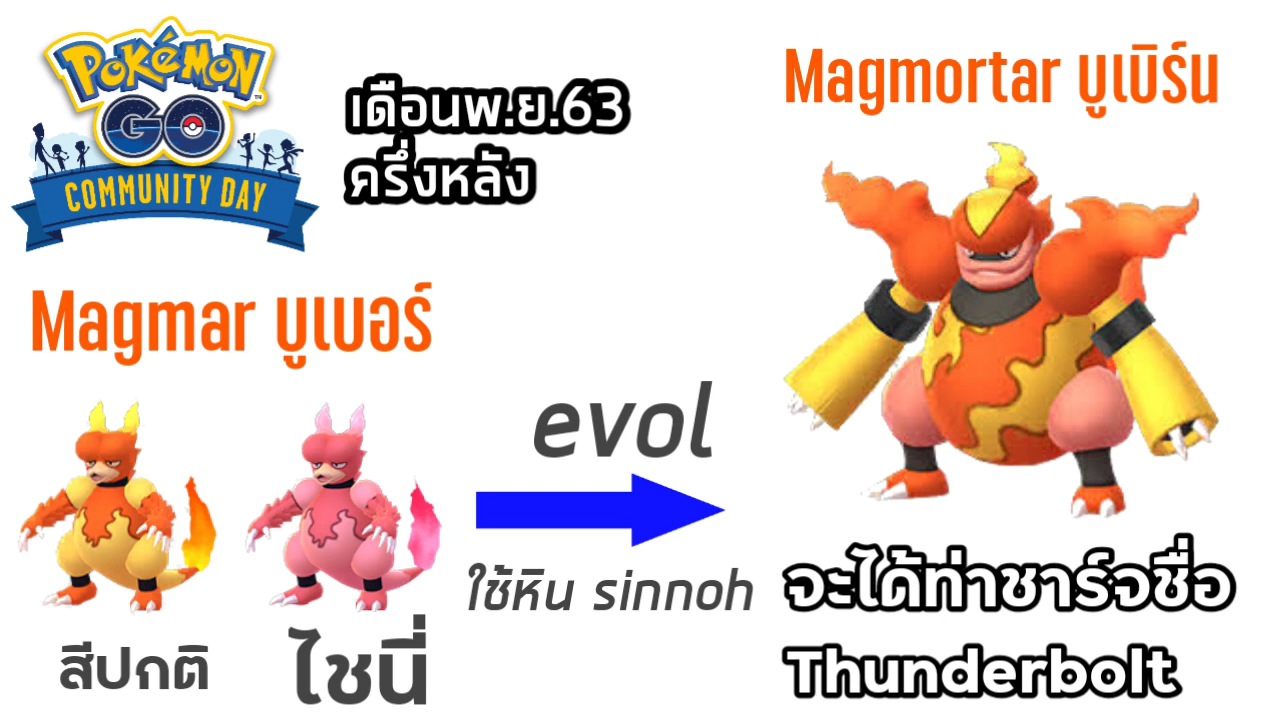 POKéMON
GO
COMMUNITY DAY
เดือนพ.ย.63
ครึ่งหลัง
Magmortar บูเบิร์น
Magmar บูเบอร์
evol
ใช้หิน sinnoh
สีปกติ
ไชนี่
จะได้ท่าชาร์จชื่อ
Thunderbolt